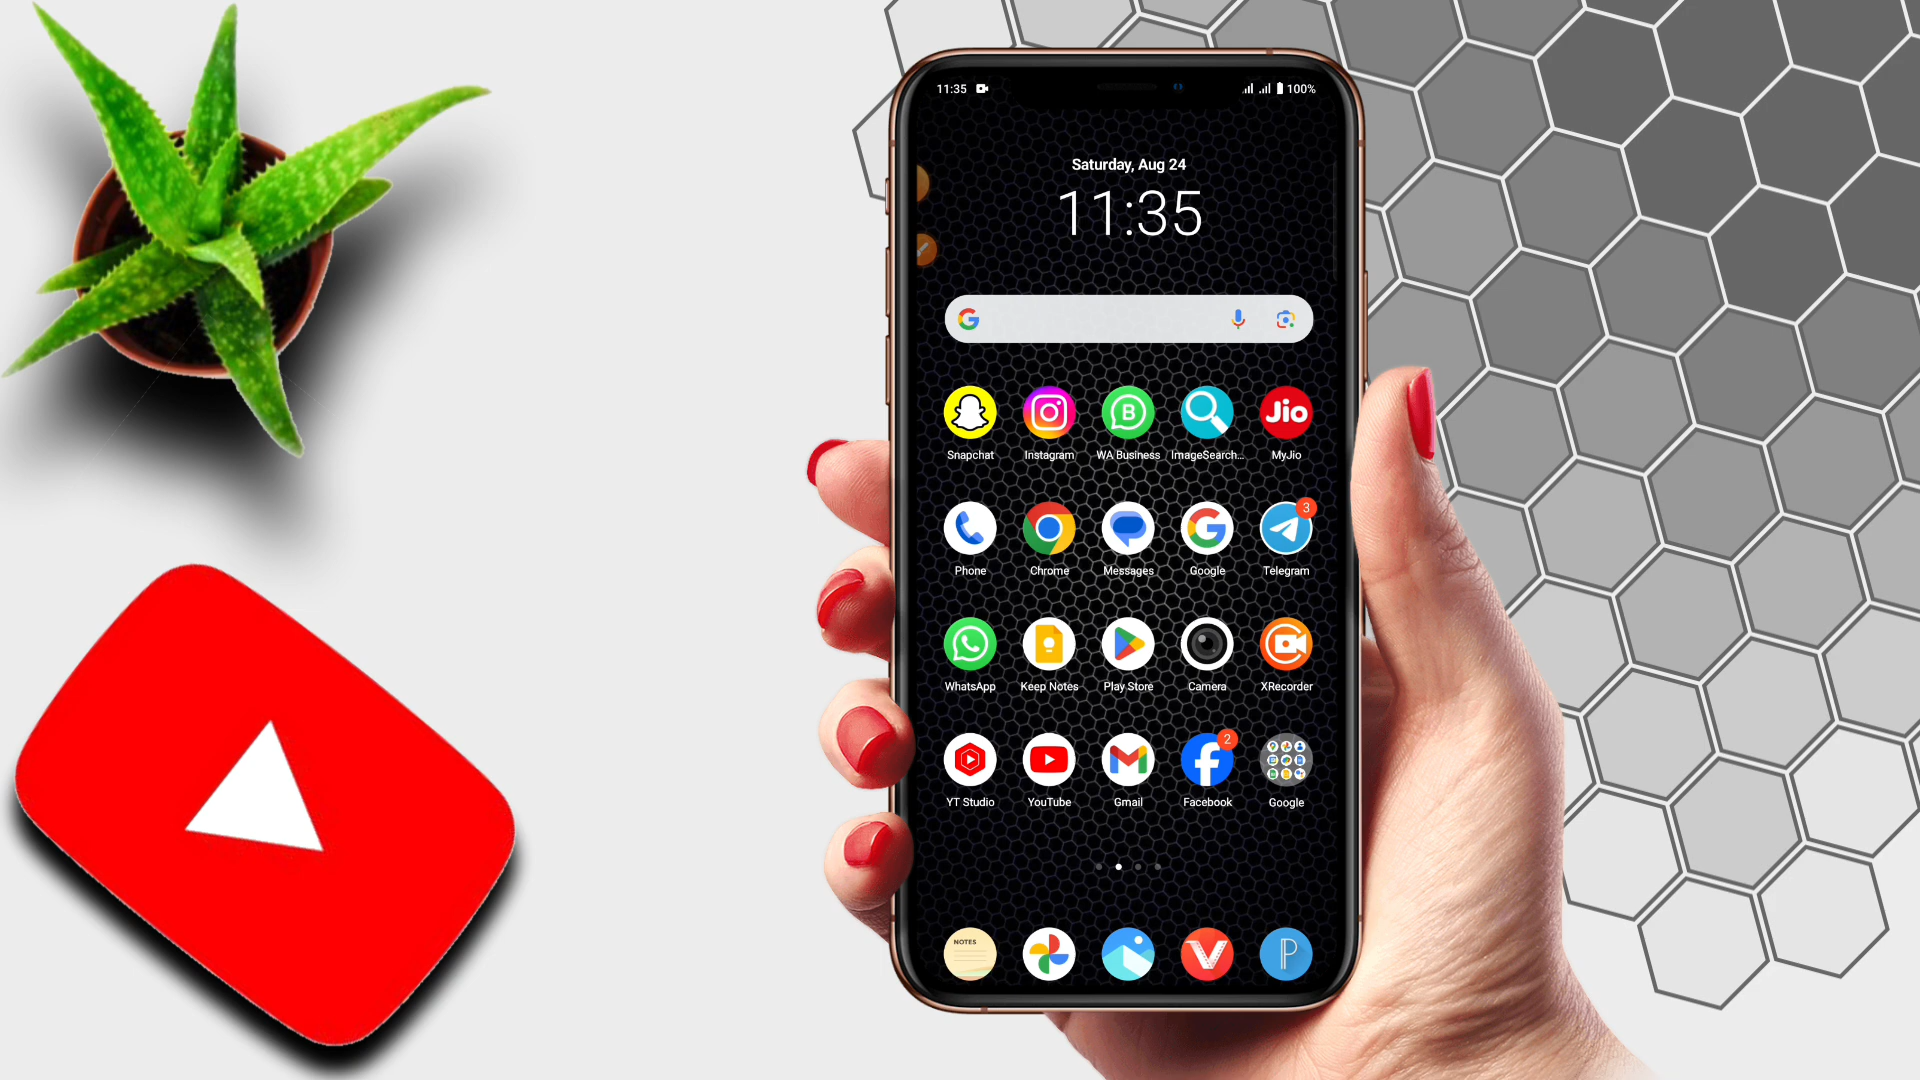 11:35
100%
Saturday, Aug 24
11:35
Snapchat
Instagram
B
WA Business
ImageSearch...
Jio
MyJio
Phone
Chrome
Messages
Google
3
Telegram
WhatsApp
Keep Notes
Play Store
Camera
XRecorder
YT Studio
YouTube
Gmail
2
Facebook
Google
NOTES